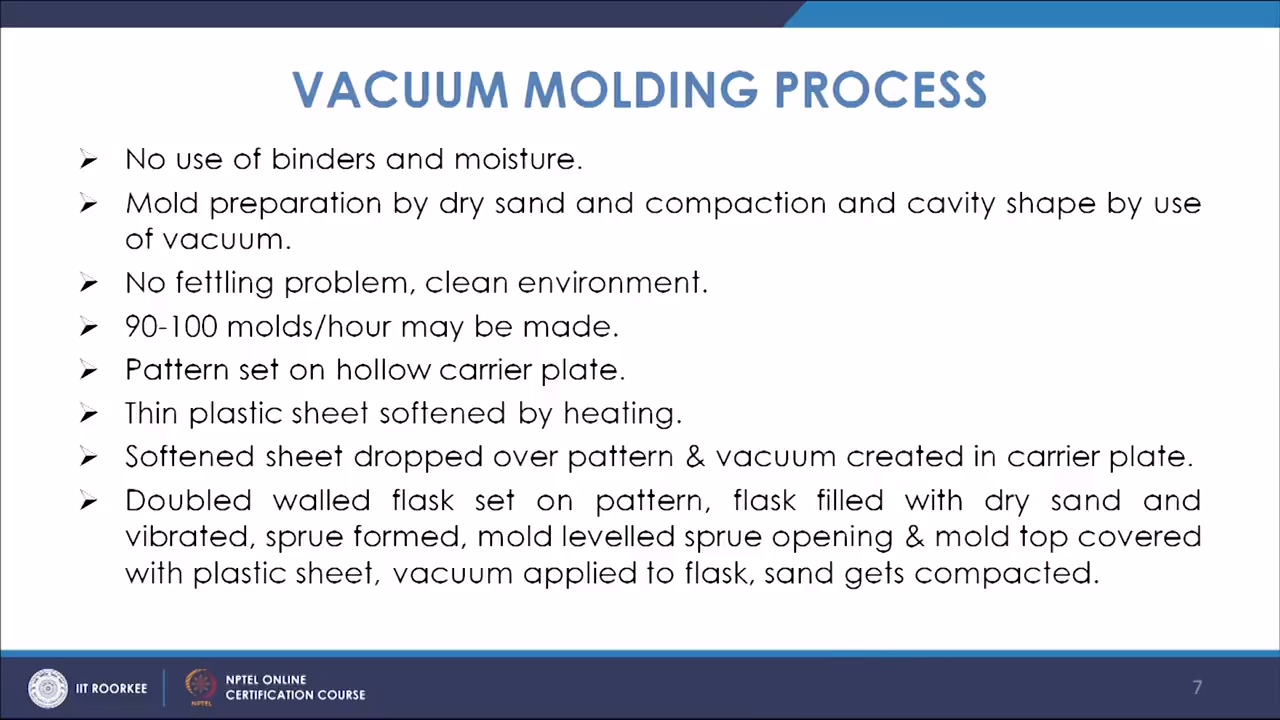 VACUUM MOLDING PROCESS
➢ No use of binders and moisture.
➢ Mold preparation by dry sand and compaction and cavity shape by use
of vacuum.
➢ No fettling problem, clean environment.
➢ 90-100 molds/hour may be made.
➢ Pattern set on hollow carrier plate.
➢ Thin plastic sheet softened by heating.
➢ Softened sheet dropped over pattern & vacuum created in carrier plate.
➢ Doubled walled flask set on pattern, flask filled with dry sand and
vibrated, sprue formed, mold levelled sprue opening & mold top covered
with plastic sheet, vacuum applied to flask, sand gets compacted.
IIT ROORKEE
NPTEL
NPTEL ONLINE
CERTIFICATION COURSE
7